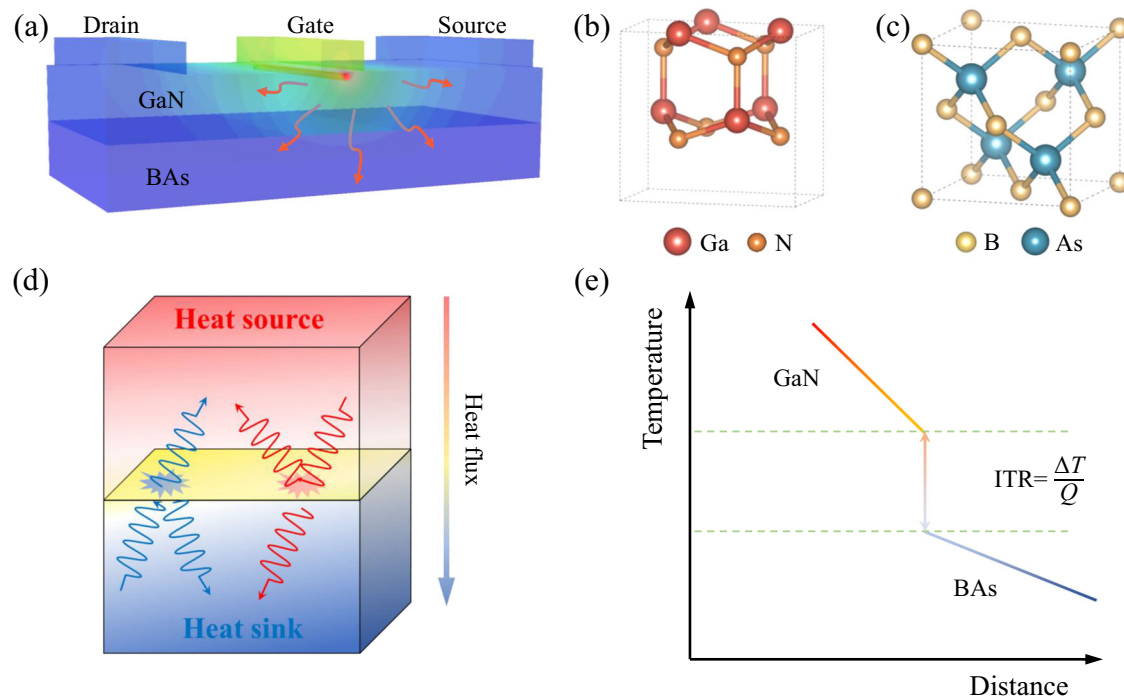 (a)
Drain
Gate
Source
GaN
BAs
(b)
Ga
N
(c)
B
As
(d)
Heat source
Heat flux
Heat sink
(e)
Temperature
GaN
ITR=ΔT/Q
BAs
Distance